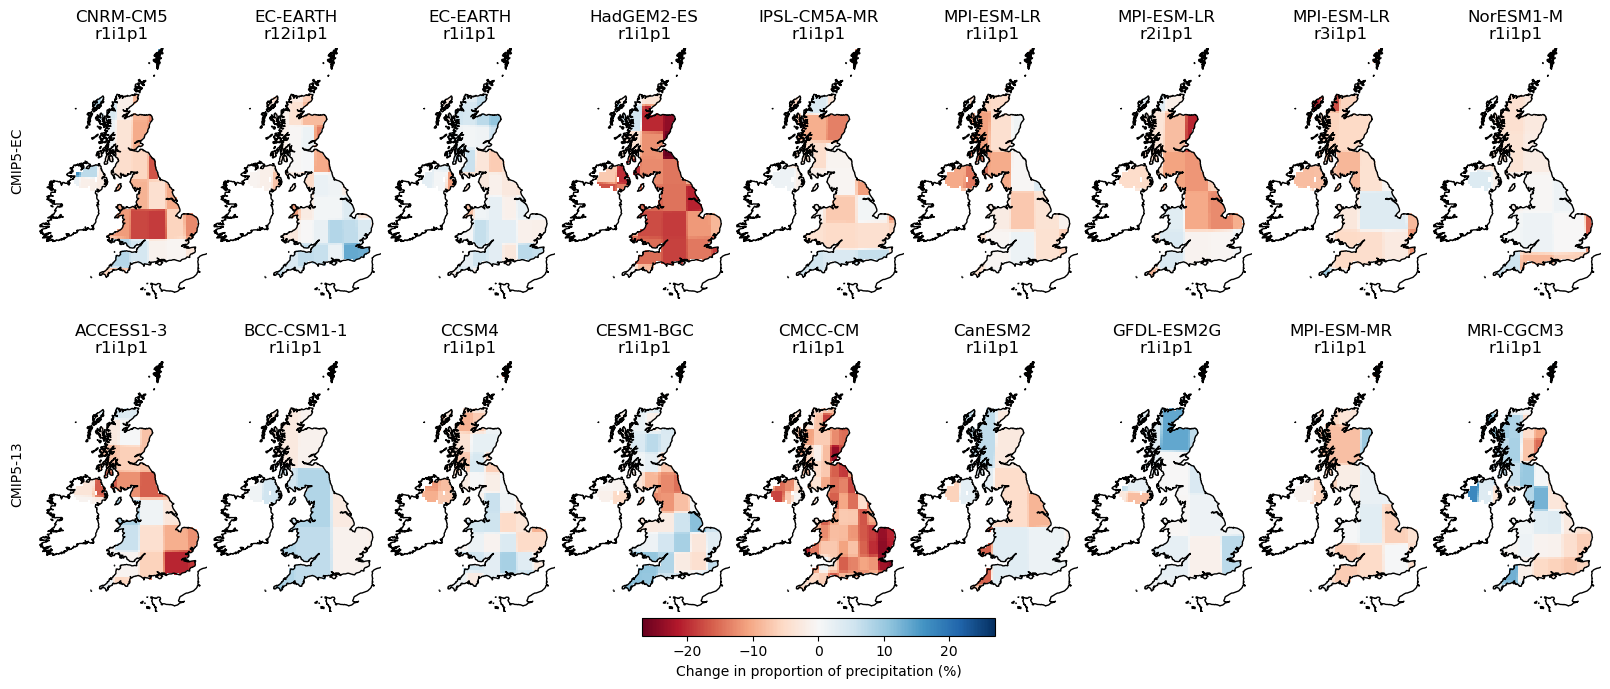 CNRM-CM5 EC-EARTH EC-EARTH HadGEM2-ES IPSL-CM5A-MR MPI-ESM-LR MPI-ESM-LR MPI-ESM-LR NorESM1-M
r1i1p1 r12i1p1 r1i1p1 r1i1p1 r1i1p1 r1i1p1 r2i1p1 r3i1p1 r1i1p1
CMIP5-EC
ACCESS1-3 BCC-CSM1-1 CCSM4 CESM1-BGC CMCC-CM CanESM2 GFDL-ESM2G MPI-ESM-MR MRI-CGCM3
r1i1p1 r1i1p1 r1i1p1 r1i1p1 r1i1p1 r1i1p1 r1i1p1 r1i1p1 r1i1p1
CMIP5-13
−20 −10 0 10 20
Change in proportion of precipitation (%)